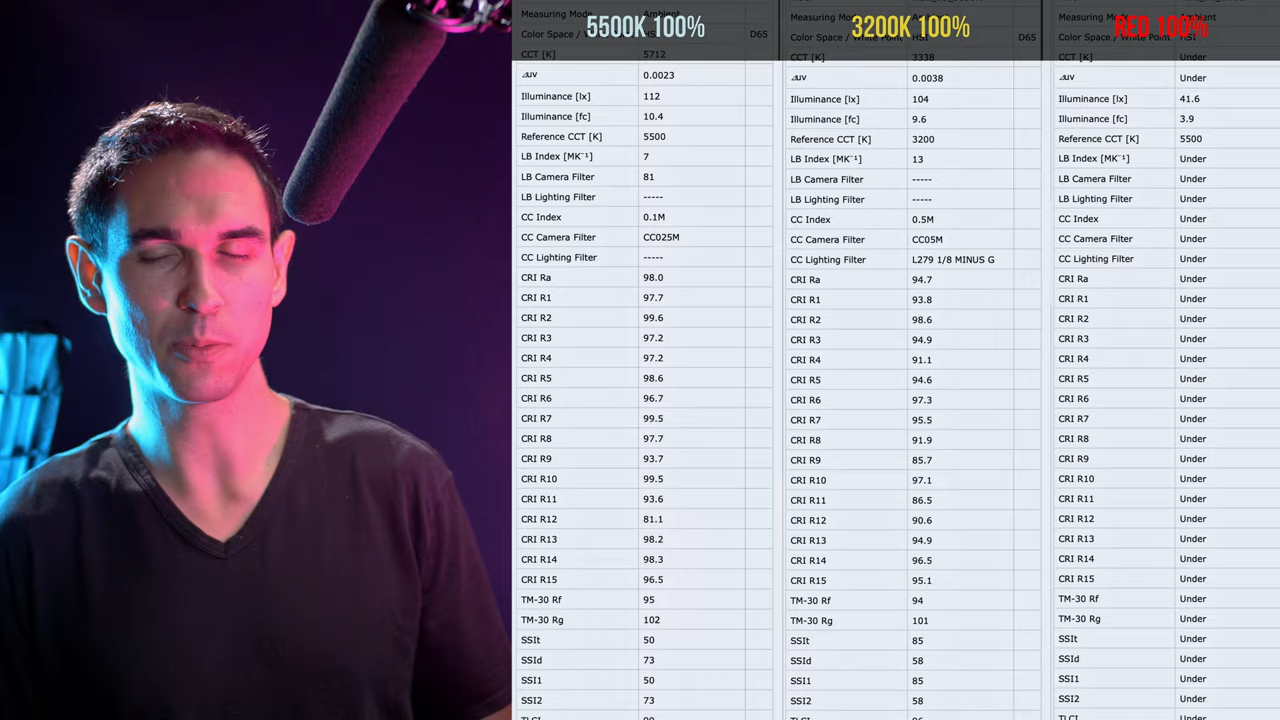 5500K 100%
Measuring Mode Ambient
Color Space / HSI D65
CCT [K] 5712
⊿uv 0.0023
Illuminance [lx] 112
Illuminance [fc] 10.4
Reference CCT [K] 5500
LB Index [MK⁻¹] 7
LB Camera Filter 81
LB Lighting Filter -----
CC Index 0.1M
CC Camera Filter CC025M
CC Lighting Filter -----
CRI Ra 98.0
CRI R1 97.7
CRI R2 99.6
CRI R3 97.2
CRI R4 97.2
CRI R5 98.6
CRI R6 96.7
CRI R7 99.5
CRI R8 97.7
CRI R9 93.7
CRI R10 99.5
CRI R11 93.6
CRI R12 81.1
CRI R13 98.2
CRI R14 98.3
CRI R15 96.5
TM-30 Rf 95
TM-30 Rg 102
SSIt 50
SSId 73
SSI1 50
SSI2 73
3200K 100%
Measuring Mode
Color Space / White Point HSI D65
CCT [K] 3338
⊿uv 0.0038
Illuminance [lx] 104
Illuminance [fc] 9.6
Reference CCT [K] 3200
LB Index [MK⁻¹] 13
LB Camera Filter -----
LB Lighting Filter -----
CC Index 0.5M
CC Camera Filter CC05M
CC Lighting Filter L279 1/8 MINUS G
CRI Ra 94.7
CRI R1 93.8
CRI R2 98.6
CRI R3 94.9
CRI R4 91.1
CRI R5 94.6
CRI R6 97.3
CRI R7 95.5
CRI R8 91.9
CRI R9 85.7
CRI R10 97.1
CRI R11 86.5
CRI R12 90.6
CRI R13 94.9
CRI R14 96.5
CRI R15 95.1
TM-30 Rf 94
TM-30 Rg 101
SSIt 85
SSId 58
SSI1 85
SSI2 58
RED 100%
Measuring Mode Ambient
Color Space / White Point HSI
CCT [K] Under
⊿uv Under
Illuminance [lx] 41.6
Illuminance [fc] 3.9
Reference CCT [K] 5500
LB Index [MK⁻¹] Under
LB Camera Filter Under
LB Lighting Filter Under
CC Index Under
CC Camera Filter Under
CC Lighting Filter Under
CRI Ra Under
CRI R1 Under
CRI R2 Under
CRI R3 Under
CRI R4 Under
CRI R5 Under
CRI R6 Under
CRI R7 Under
CRI R8 Under
CRI R9 Under
CRI R10 Under
CRI R11 Under
CRI R12 Under
CRI R13 Under
CRI R14 Under
CRI R15 Under
TM-30 Rf Under
TM-30 Rg Under
SSIt Under
SSId Under
SSI1 Under
SSI2 Under